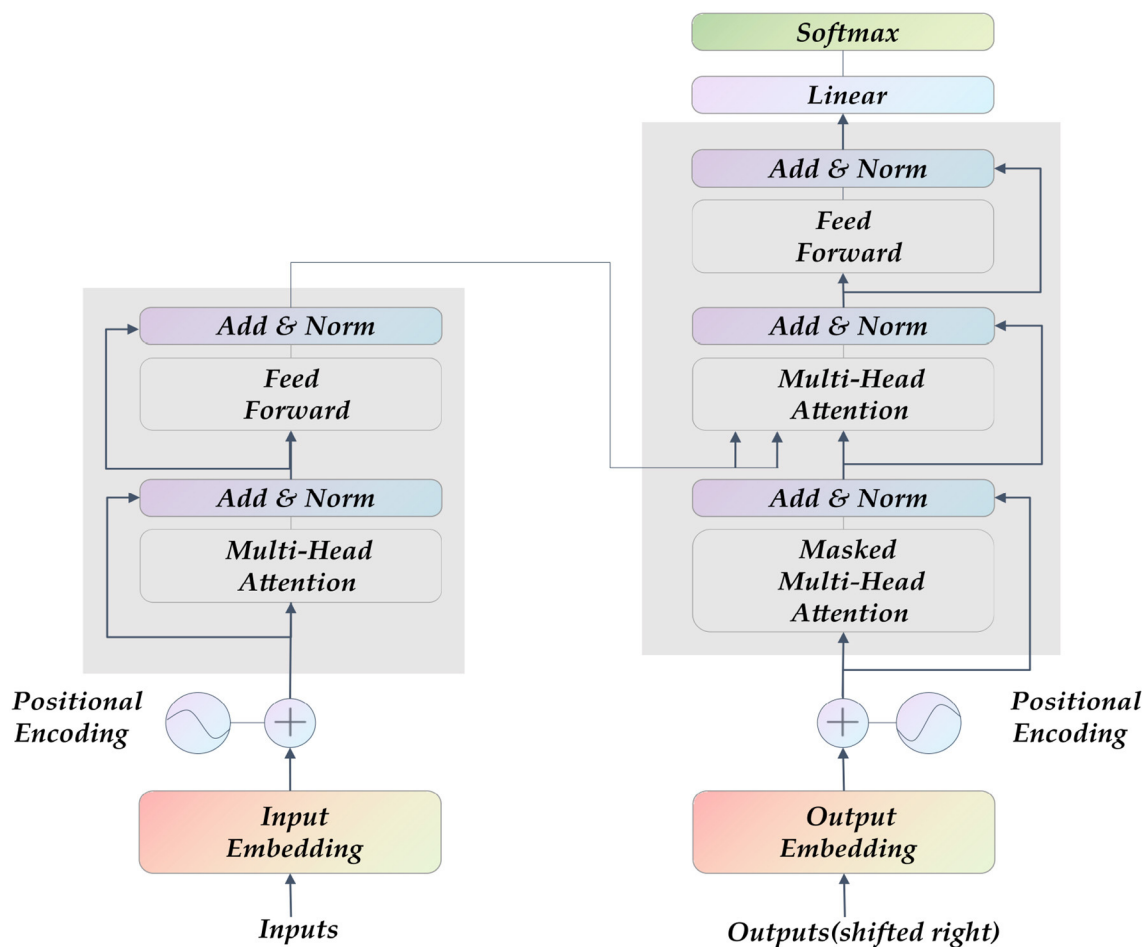 Softmax
Linear
Add & Norm
Feed
Forward
Add & Norm
Multi-Head
Attention
Add & Norm
Masked
Multi-Head
Attention
Positional
Encoding
Output
Embedding
Outputs(shifted right)
Add & Norm
Feed
Forward
Add & Norm
Multi-Head
Attention
Positional
Encoding
Input
Embedding
Inputs